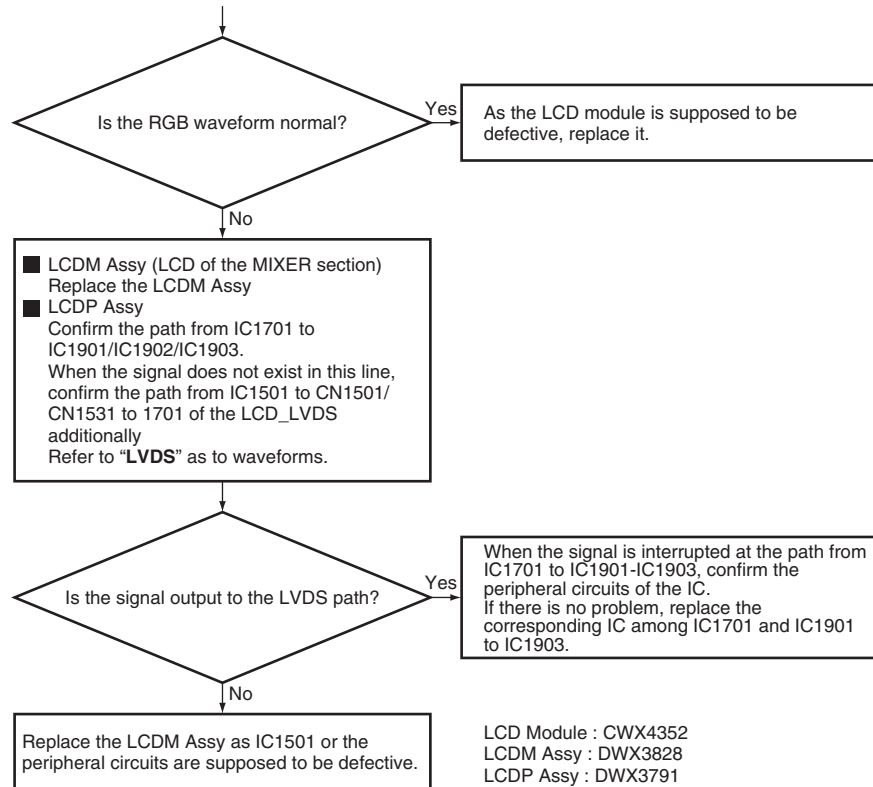 Is the RGB waveform normal?
Yes
As the LCD module is supposed to be
defective, replace it.
No
■ LCDM Assy (LCD of the MIXER section)
Replace the LCDM Assy
■ LCDP Assy
Confirm the path from IC1701 to
IC1901/IC1902/IC1903.
When the signal does not exist in this line,
confirm the path from IC1501 to CN1501/
CN1531 to 1701 of the LCD_LVDS
additionally
Refer to “LVDS” as to waveforms.
Is the signal output to the LVDS path?
Yes
When the signal is interrupted at the path from
IC1701 to IC1901-IC1903, confirm the
peripheral circuits of the IC.
If there is no problem, replace the
corresponding IC among IC1701 and IC1901
to IC1903.
No
Replace the LCDM Assy as IC1501 or the
peripheral circuits are supposed to be defective.
LCD Module : CWX4352
LCDM Assy : DWX3828
LCDP Assy : DWX3791